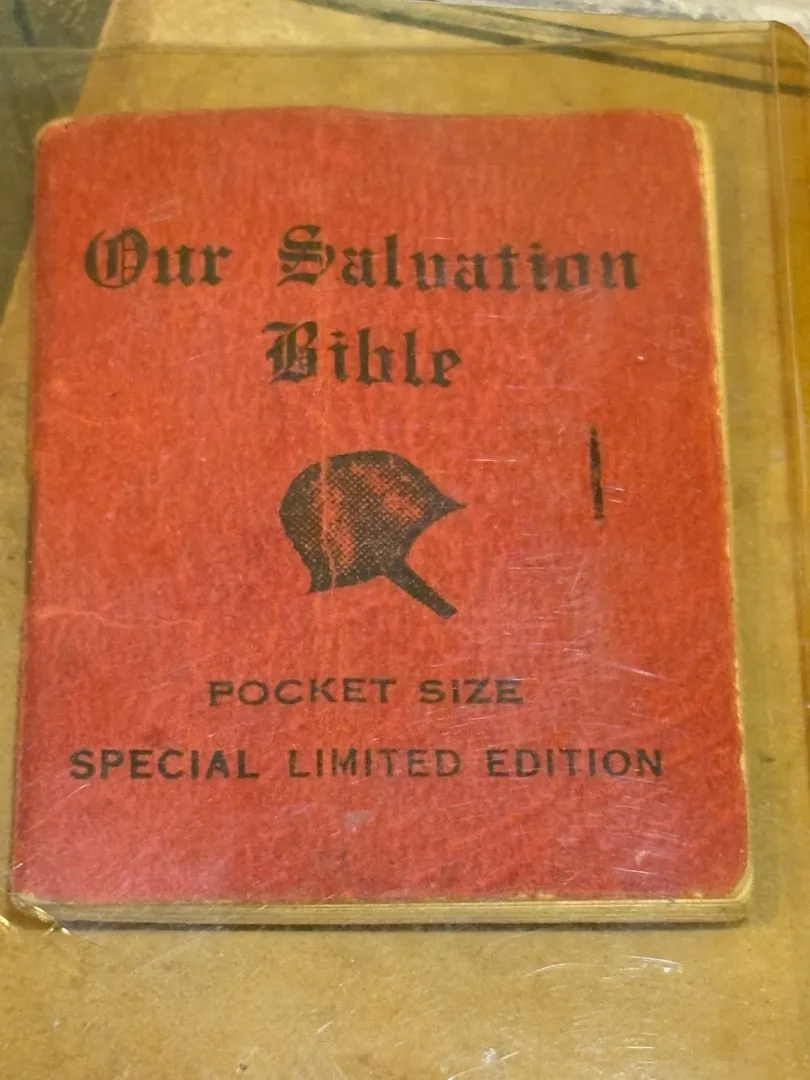 Our Salvation
Bible
POCKET SIZE
SPECIAL LIMITED EDITION